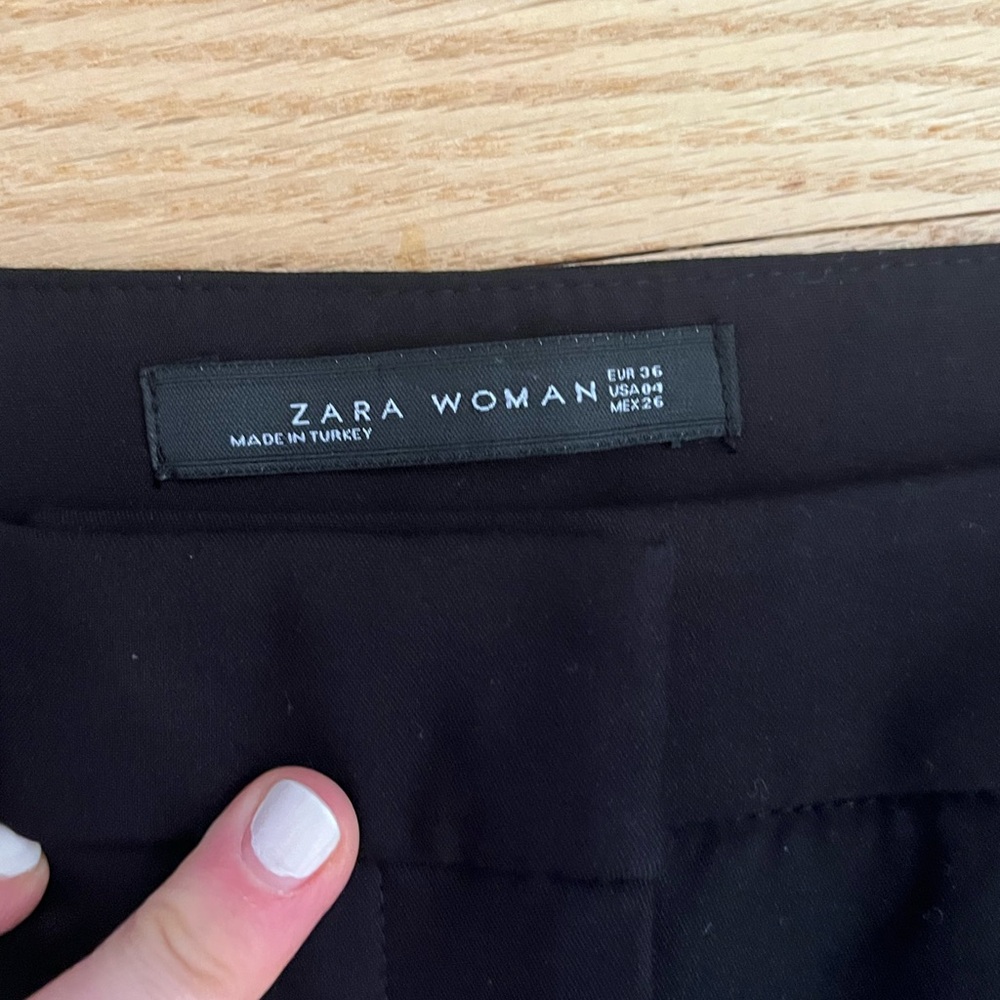 ZARA WOMAN
MADE IN TURKEY
EUR 36
USA 04
MEX 26